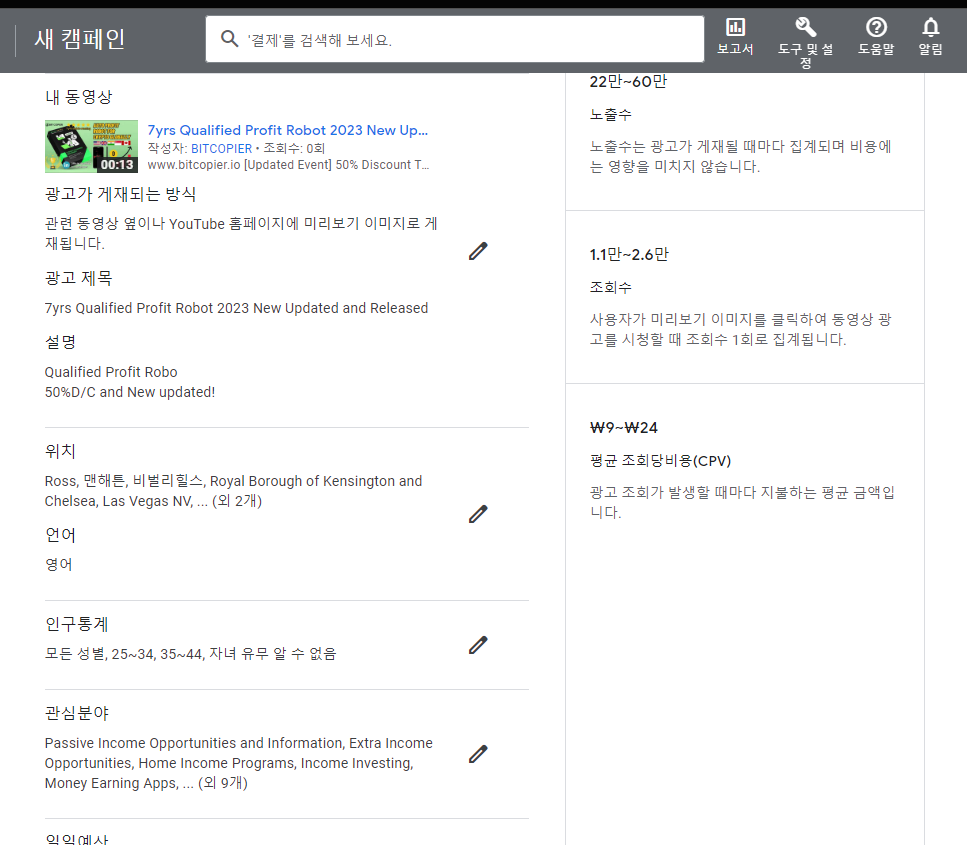 새 캠페인
'결제'를 검색해 보세요.
보고서
도구 및 설
정
도움말
알림
내 동영상
00:13
7yrs Qualified Profit Robot 2023 New Up...
작성자: BITCOPIER • 조회수: 0회
www.bitcopier.io [Updated Event] 50% Discount T...
광고가 게재되는 방식
관련 동영상 옆이나 YouTube 홈페이지에 미리보기 이미지로 게
재됩니다.
광고 제목
7yrs Qualified Profit Robot 2023 New Updated and Released
설명
Qualified Profit Robo
50%D/C and New updated!
위치
Ross, 맨해튼, 비벌리힐스, Royal Borough of Kensington and
Chelsea, Las Vegas NV, ... (외 2개)
언어
영어
인구통계
모든 성별, 25~34, 35~44, 자녀 유무 알 수 없음
관심분야
Passive Income Opportunities and Information, Extra Income
Opportunities, Home Income Programs, Income Investing,
Money Earning Apps, ... (외 9개)
일일예산
22만~60만
노출수
노출수는 광고가 게재될 때마다 집계되며 비용에
는 영향을 미치지 않습니다.
1.1만~2.6만
조회수
사용자가 미리보기 이미지를 클릭하여 동영상 광
고를 시청할 때 조회수 1회로 집계됩니다.
₩9~₩24
평균 조회당비용(CPV)
광고 조회가 발생할 때마다 지불하는 평균 금액입
니다.